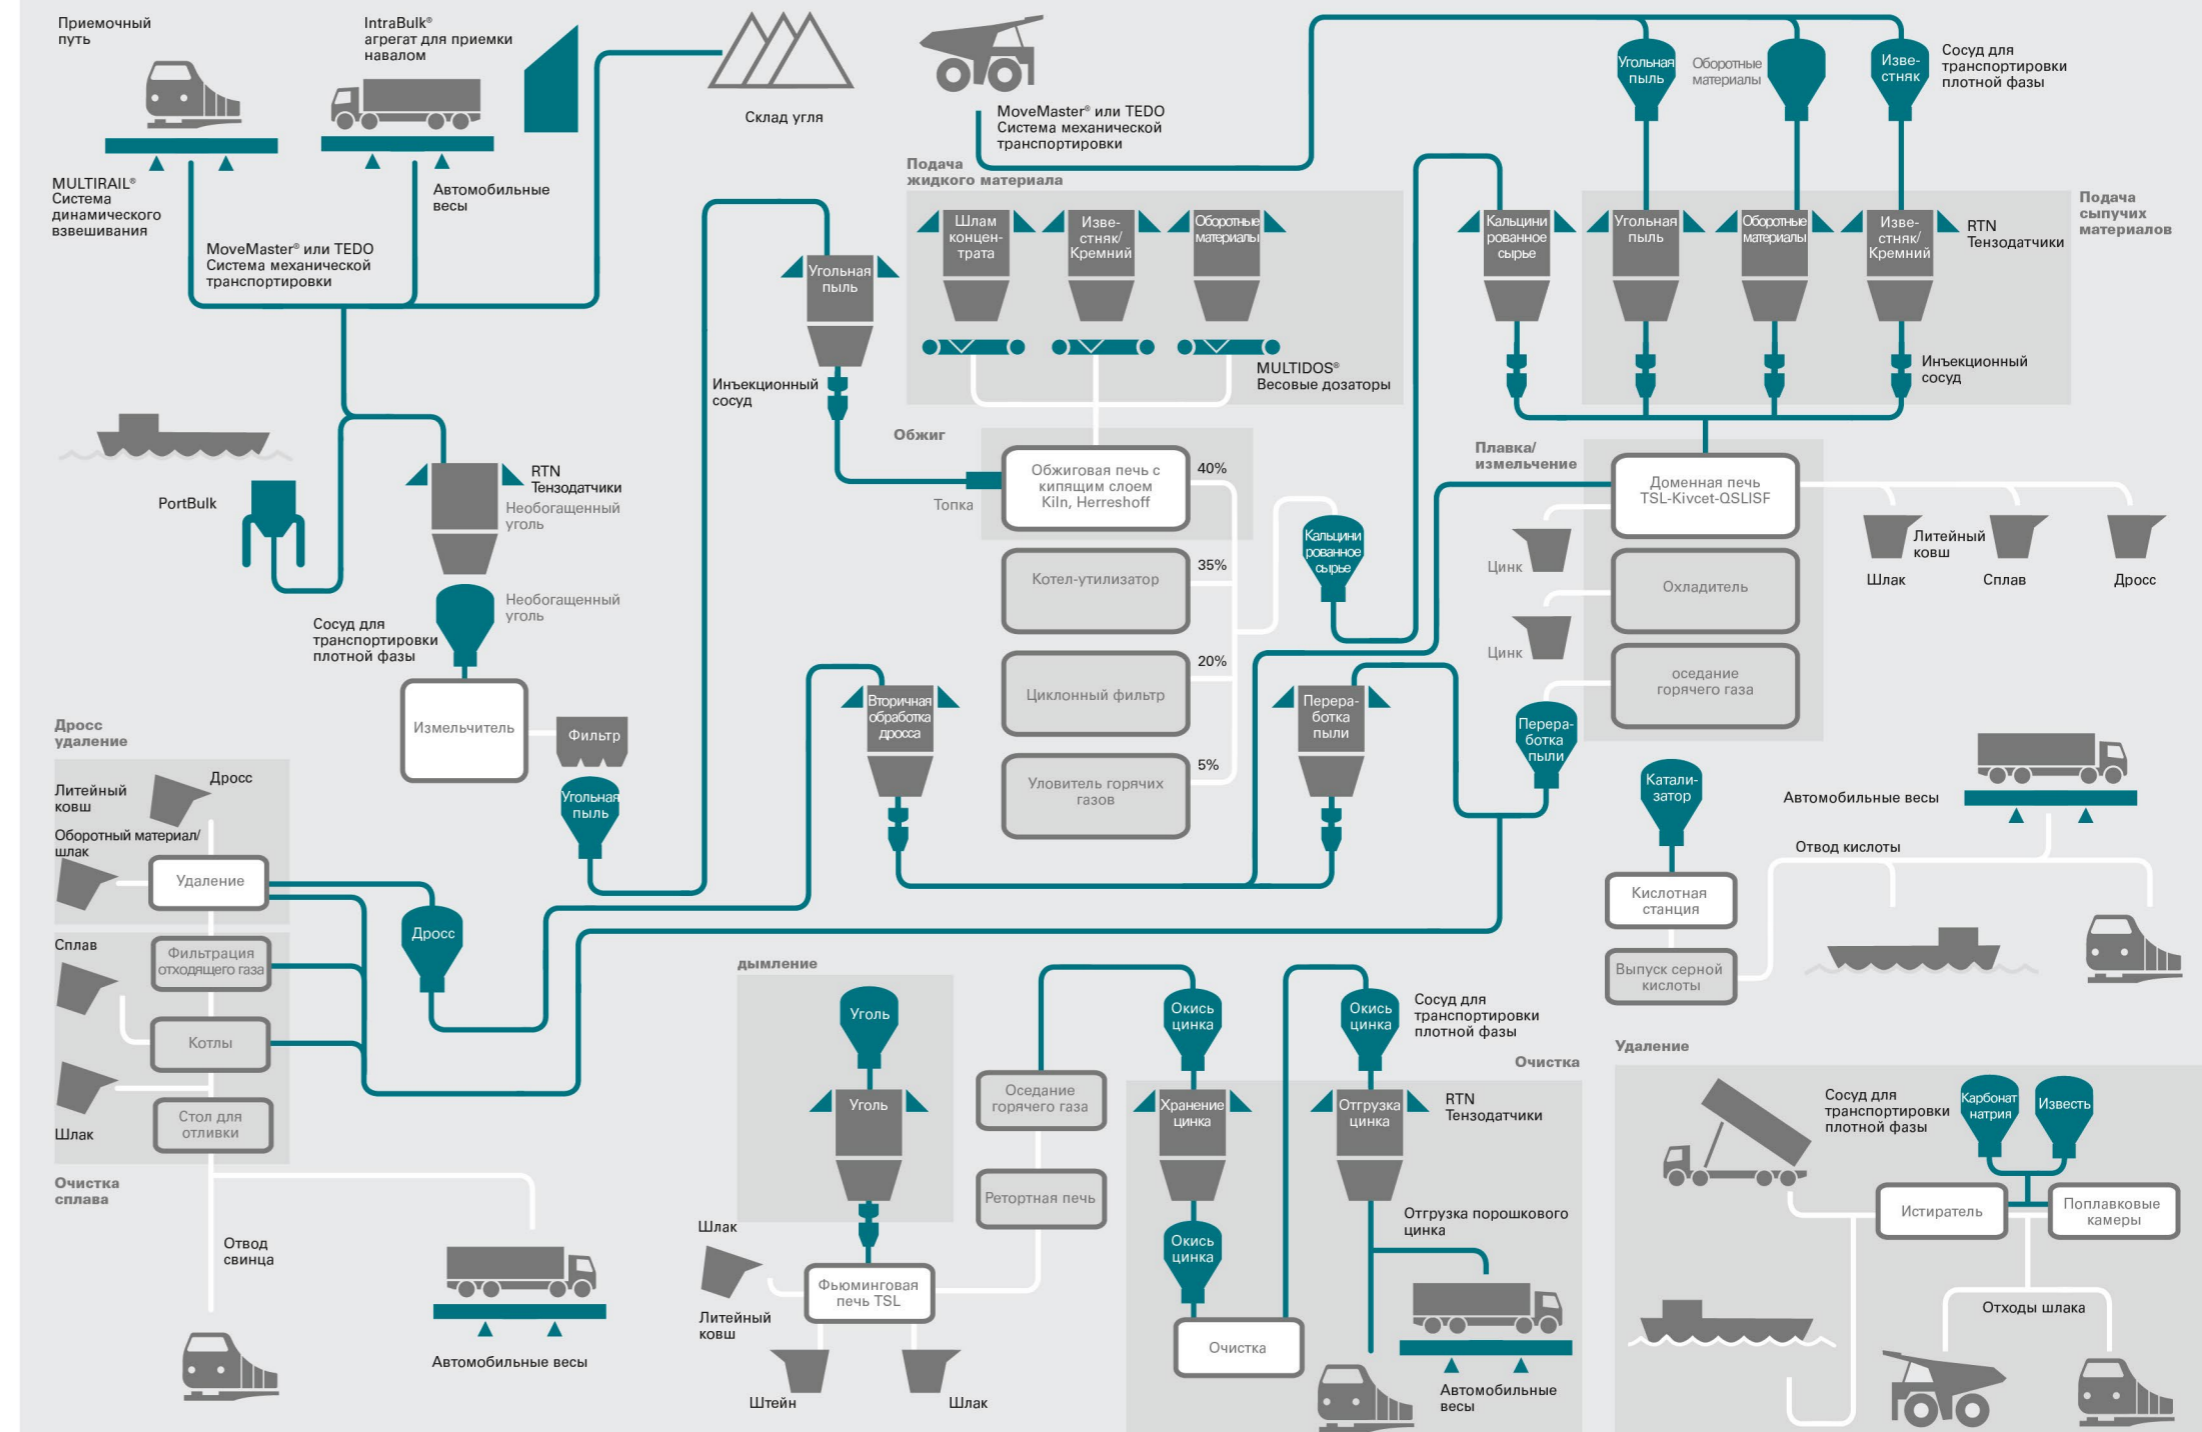 Приемочный
путь
IntraBulk®
агрегат для приемки
навалом
Склад угля
MoveMaster® или TEDO
Система механической
транспортировки
Угольная
пыль
Оборотные
материалы
Изве-
стняк
Сосуд для
транспортировки
плотной фазы
MULTIRAIL®
Система
динамического
взвешивания
Автомобильные
весы
MoveMaster® или TEDO
Система механической
транспортировки
Подача
жидкого материала
Шлам
концен-
трата
Изве-
стняк/
Кремний
Оборотные
материалы
MULTIDOS®
Весовые дозаторы
Угольная
пыль
Инъекционный
сосуд
Кальцини
рованное
сырье
Угольная
пыль
Оборотные
материалы
Изве-
стняк/
Кремний
RTN
Тензодатчики
Подача
сыпучих
материалов
Инъекционный
сосуд
PortBulk
RTN
Тензодатчики
Необогащенный
уголь
Необогащенный
уголь
Сосуд для
транспортировки
плотной фазы
Измельчитель
Фильтр
Угольная
пыль
Обжиг
Топка
Обжиговая печь с
кипящим слоем
Kiln, Herreshoff
40%
Котел-утилизатор
35%
Циклонный фильтр
20%
Уловитель горячих
газов
5%
Кальцини
рованное
сырье
Плавка/
измельчение
Доменная печь
TSL-Kivcet-QSLISF
Охладитель
оседание
горячего газа
Цинк
Цинк
Литейный
ковш
Шлак
Сплав
Дросс
Вторичная
обработка
дросса
Перера-
ботка
пыли
Перера-
ботка
пыли
Катали-
затор
Автомобильные весы
Отвод кислоты
Кислотная
станция
Выпуск серной
кислоты
Дросс
удаление
Литейный
ковш
Дросс
Оборотный материал/
шлак
Удаление
Сплав
Фильтрация
отходящего газа
Дросс
Котлы
Шлак
Стол для
отливки
Очистка
сплава
Отвод
свинца
Автомобильные весы
дымление
Уголь
Уголь
Шлак
Литейный
ковш
Фьюминговая
печь TSL
Штейн
Шлак
Оседание
горячего газа
Ретортная печь
Окись
цинка
Окись
цинка
Сосуд для
транспортировки
плотной фазы
Очистка
Хранение
цинка
Отгрузка
цинка
RTN
Тензодатчики
Окись
цинка
Отгрузка порошкового
цинка
Очистка
Автомобильные
весы
Удаление
Сосуд для
транспортировки
плотной фазы
Карбонат
натрия
Известь
Истиратель
Поплавковые
камеры
Отходы шлака